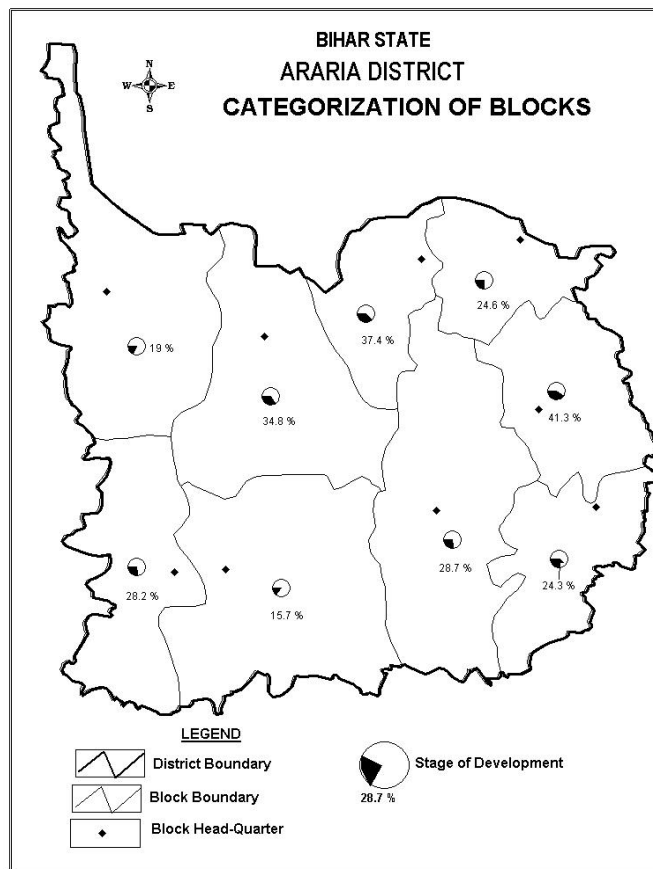 BIHAR STATE
ARARIA DISTRICT
CATEGORIZATION OF BLOCKS
N
W E
S
24.6 %
37.4 %
19 %
41.3 %
34.8 %
28.7 %
24.3 %
28.2 %
15.7 %
LEGEND
District Boundary
Stage of Development
Block Boundary
28.7 %
Block Head-Quarter